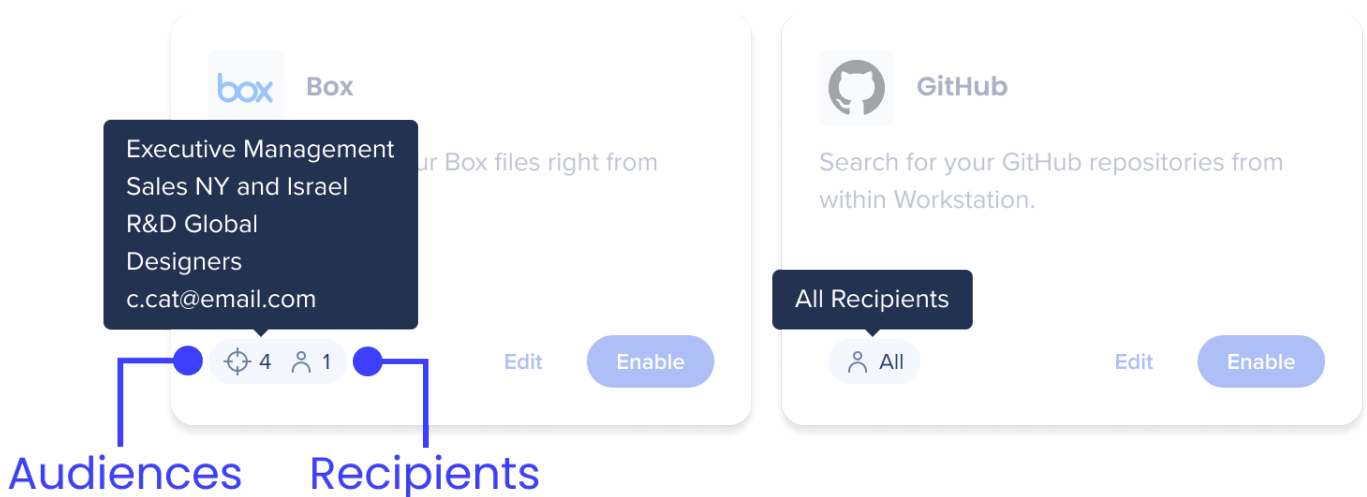 box
Box
Executive Management
Sales NY and Israel
R&D Global
Designers
c.cat@email.com
ur Box files right from
4
1
Edit
Enable
Audiences
Recipients
GitHub
Search for your GitHub repositories from
within Workstation.
All Recipients
All
Edit
Enable